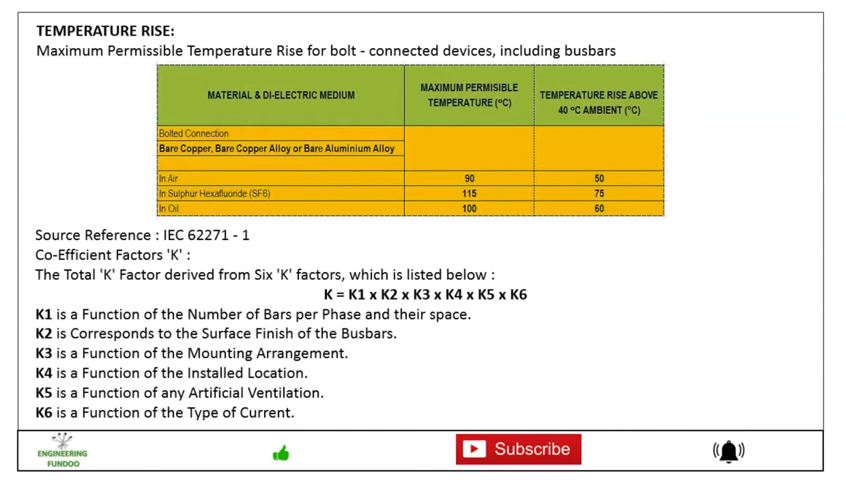 TEMPERATURE RISE:
Maximum Permissible Temperature Rise for bolt - connected devices, including busbars
MATERIAL & DI-ELECTRIC MEDIUM
MAXIMUM PERMISIBLE
TEMPERATURE (ºC)
TEMPERATURE RISE ABOVE
40 ºC AMBIENT (°C)
Bolted Connection
Bare Copper, Bare Copper Alloy or Bare Aluminium Alloy
In Air 90 50
In Sulphur Hexafluonde (SF6) 115 75
In Oil 100 60
Source Reference : IEC 62271 - 1
Co-Efficient Factors 'K' :
The Total 'K' Factor derived from Six 'K' factors, which is listed below :
K = K1 x K2 x K3 x K4 x K5 x K6
K1 is a Function of the Number of Bars per Phase and their space.
K2 is Corresponds to the Surface Finish of the Busbars.
K3 is a Function of the Mounting Arrangement.
K4 is a Function of the Installed Location.
K5 is a Function of any Artificial Ventilation.
K6 is a Function of the Type of Current.
ENGINEERING
FUNDOO
Subscribe